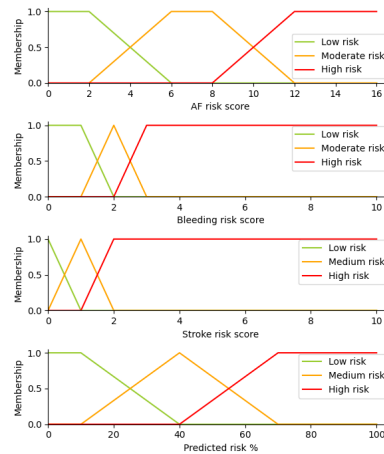 1.0
Low risk
Moderate risk
High risk
0.5
0.0
Membership
0 2 4 6 8 10 12 14 16
AF risk score
1.0
Low risk
Moderate risk
High risk
0.5
0.0
Membership
0 2 4 6 8 10
Bleeding risk score
1.0
Low risk
Medium risk
High risk
0.5
0.0
Membership
0 2 4 6 8 10
Stroke risk score
1.0
Low risk
Medium risk
High risk
0.5
0.0
Membership
0 20 40 60 80 100
Predicted risk %